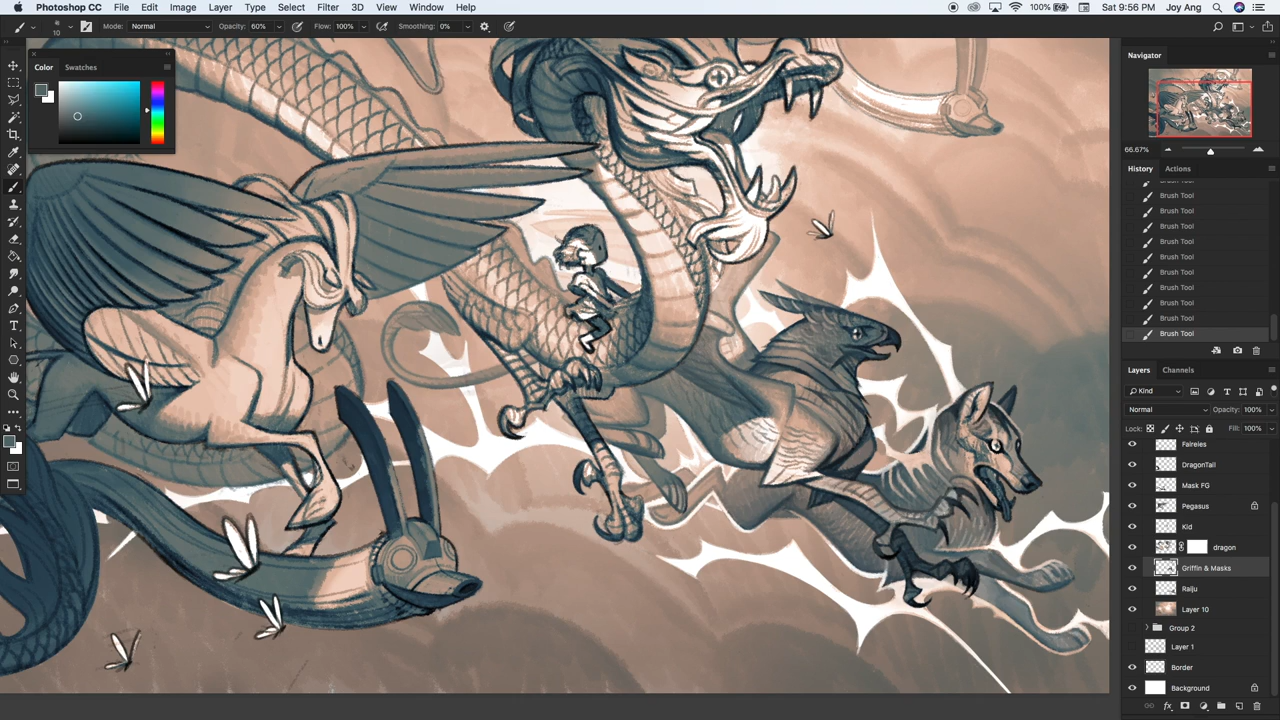 Photoshop CC File Edit Image Layer Type Select Filter 3D View Window Help 100% Sat 9:56 PM Joy Ang
10 Mode: Normal Opacity: 60% Flow: 100% Smoothing: 0%
Color Swatches
Navigator
66.67%
History Actions
Brush Tool
Brush Tool
Brush Tool
Brush Tool
Brush Tool
Brush Tool
Brush Tool
Brush Tool
Brush Tool
Brush Tool
Layers Channels
Kind
Normal Opacity: 100%
Lock: Fill: 100%
Faireies
DragonTail
Mask FG
Pegasus
Kid
dragon
Griffin & Masks
Raiju
Layer 10
Group 2
Layer 1
Border
Background